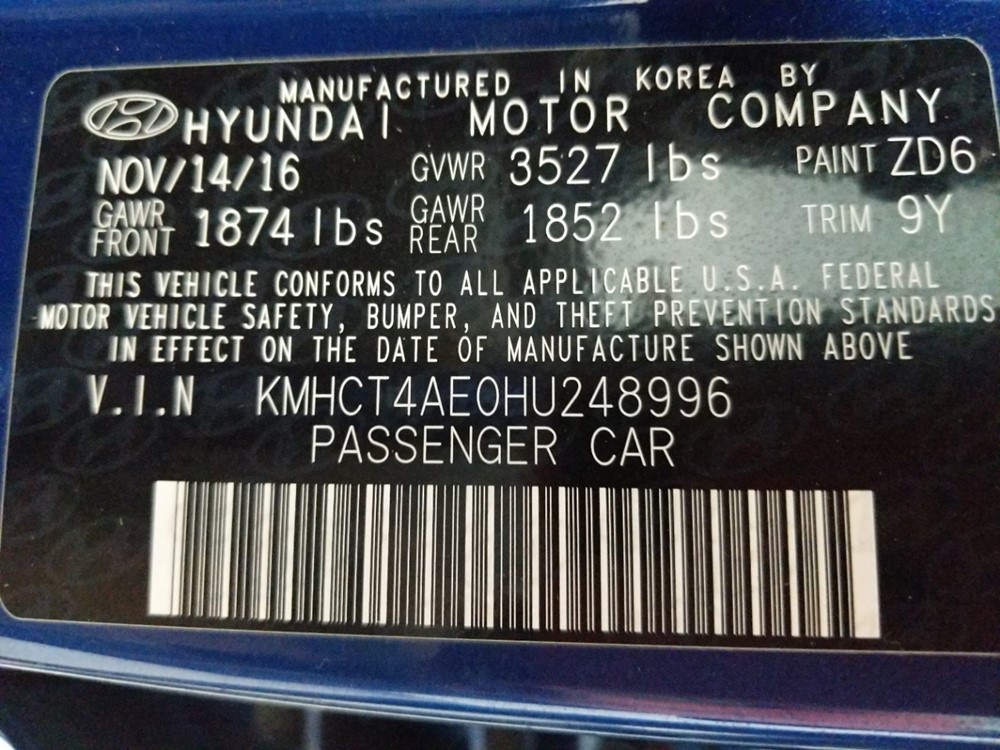 MANUFACTURED IN KOREA BY
HYUNDAI MOTOR COMPANY
NOV/14/16 GVWR 3527 lbs PAINT ZD6
GAWR FRONT 1874 lbs GAWR REAR 1852 lbs TRIM 9Y
THIS VEHICLE CONFORMS TO ALL APPLICABLE U.S.A. FEDERAL
MOTOR VEHICLE SAFETY, BUMPER, AND THEFT PREVENTION STANDARDS
IN EFFECT ON THE DATE OF MANUFACTURE SHOWN ABOVE
V.I.N KMHCT4AE0HU248996
PASSENGER CAR